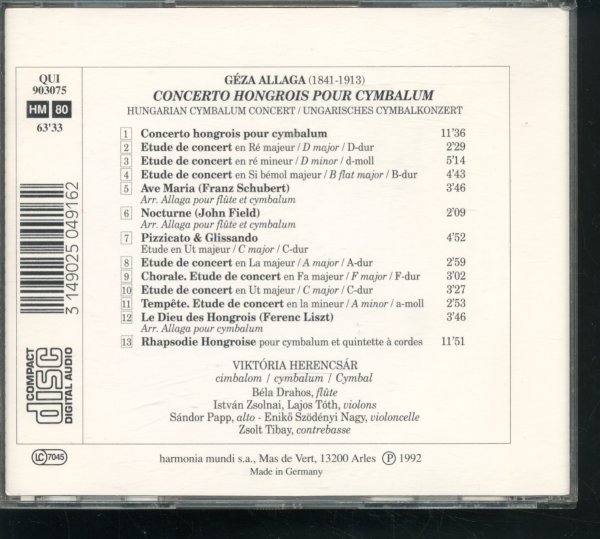 QUI
903075
HM 80
63'33
GÉZA ALLAGA (1841-1913)
CONCERTO HONGROIS POUR CYMBALUM
HUNGARIAN CYMBALUM CONCERT / UNGARISCHES CYMBALKONZERT
1 Concerto hongrois pour cymbalum 11'36
2 Etude de concert en Ré majeur / D major / D-dur 2'29
3 Etude de concert en ré mineur / D minor / d-moll 5'14
4 Etude de concert en Si bémol majeur / B flat major / B-dur 4'43
5 Ave Maria (Franz Schubert) 3'46
Arr. Allaga pour flûte et cymbalum
6 Nocturne (John Field) 2'09
Arr. Allaga pour flûte et cymbalum
7 Pizzicato & Glissando 4'52
Etude en Ut majeur / C major / C-dur
8 Etude de concert en La majeur / A major / A-dur 2'59
9 Chorale. Etude de concert en Fa majeur / F major / F-dur 3'02
10 Etude de concert en Ut majeur / C major / C-dur 3'27
11 Tempête. Etude de concert en la mineur / A minor / a-moll 2'53
12 Le Dieu des Hongrois (Ferenc Liszt) 3'46
Arr. Allaga pour cymbalum
13 Rhapsodie Hongroise pour cymbalum et quintette à cordes 11'51
VIKTÓRIA HERENCSÁR
cimbalom / cymbalum / Cymbal
Béla Drahos, flûte
István Zsolnai, Lajos Tóth, violons
Sándor Papp, alto - Enikő Szödényi Nagy, violoncelle
Zsolt Tibay, contrebasse
harmonia mundi s.a., Mas de Vert, 13200 Arles Ⓟ 1992
Made in Germany
3 149025 049162
COMPACT
disc
DIGITAL AUDIO
LC 7045